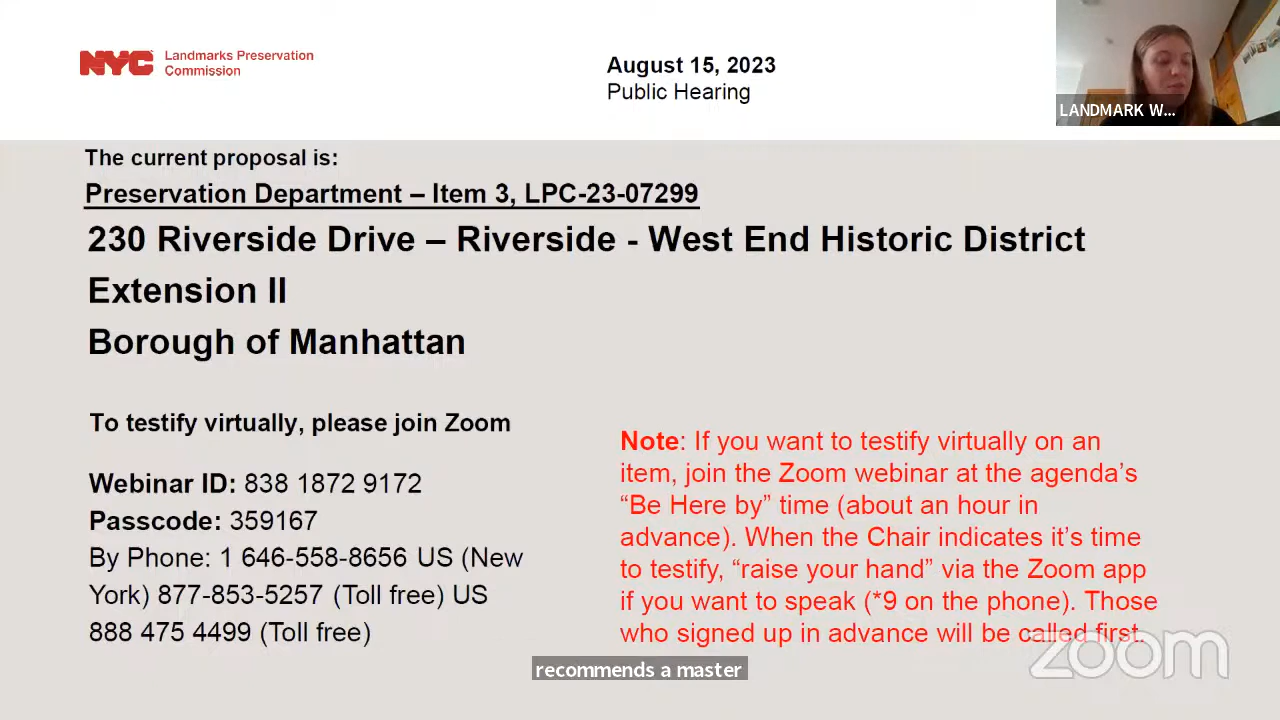 NYC Landmarks Preservation
Commission
August 15, 2023
Public Hearing
LANDMARK W...
The current proposal is:
Preservation Department – Item 3, LPC-23-07299
230 Riverside Drive – Riverside - West End Historic District
Extension II
Borough of Manhattan
To testify virtually, please join Zoom
Webinar ID: 838 1872 9172
Passcode: 359167
By Phone: 1 646-558-8656 US (New
York) 877-853-5257 (Toll free) US
888 475 4499 (Toll free)
Note: If you want to testify virtually on an
item, join the Zoom webinar at the agenda’s
“Be Here by” time (about an hour in
advance). When the Chair indicates it’s time
to testify, “raise your hand” via the Zoom app
if you want to speak (*9 on the phone). Those
who signed up in advance will be called first.
zoom
recommends a master